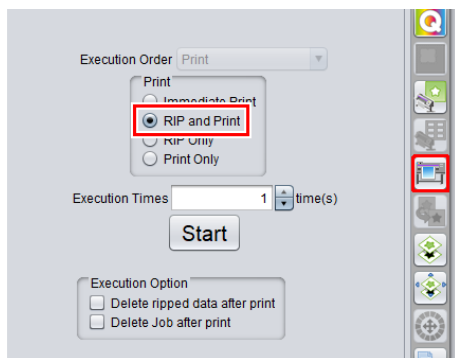 Execution Order Print
Print
Immediate Print
RIP and Print
RIP Only
Print Only
Execution Times 1 time(s)
Start
Execution Option
Delete ripped data after print
Delete Job after print